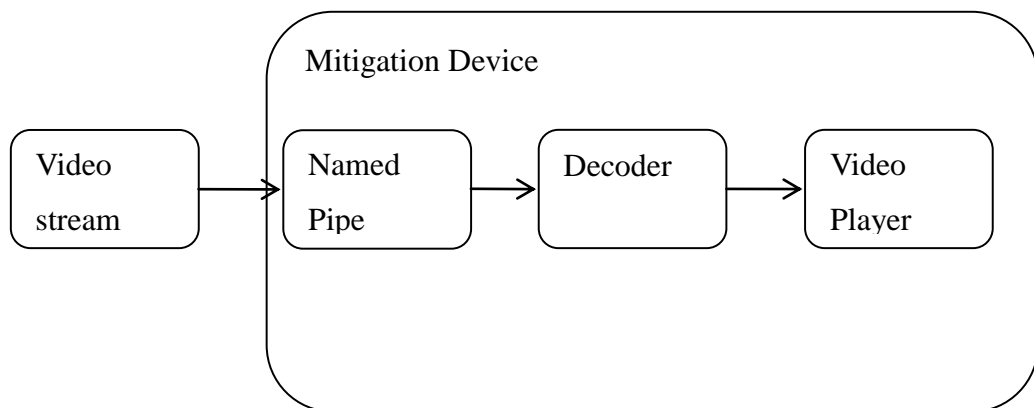 Mitigation Device
Video
stream
Named
Pipe
Decoder
Video
Player